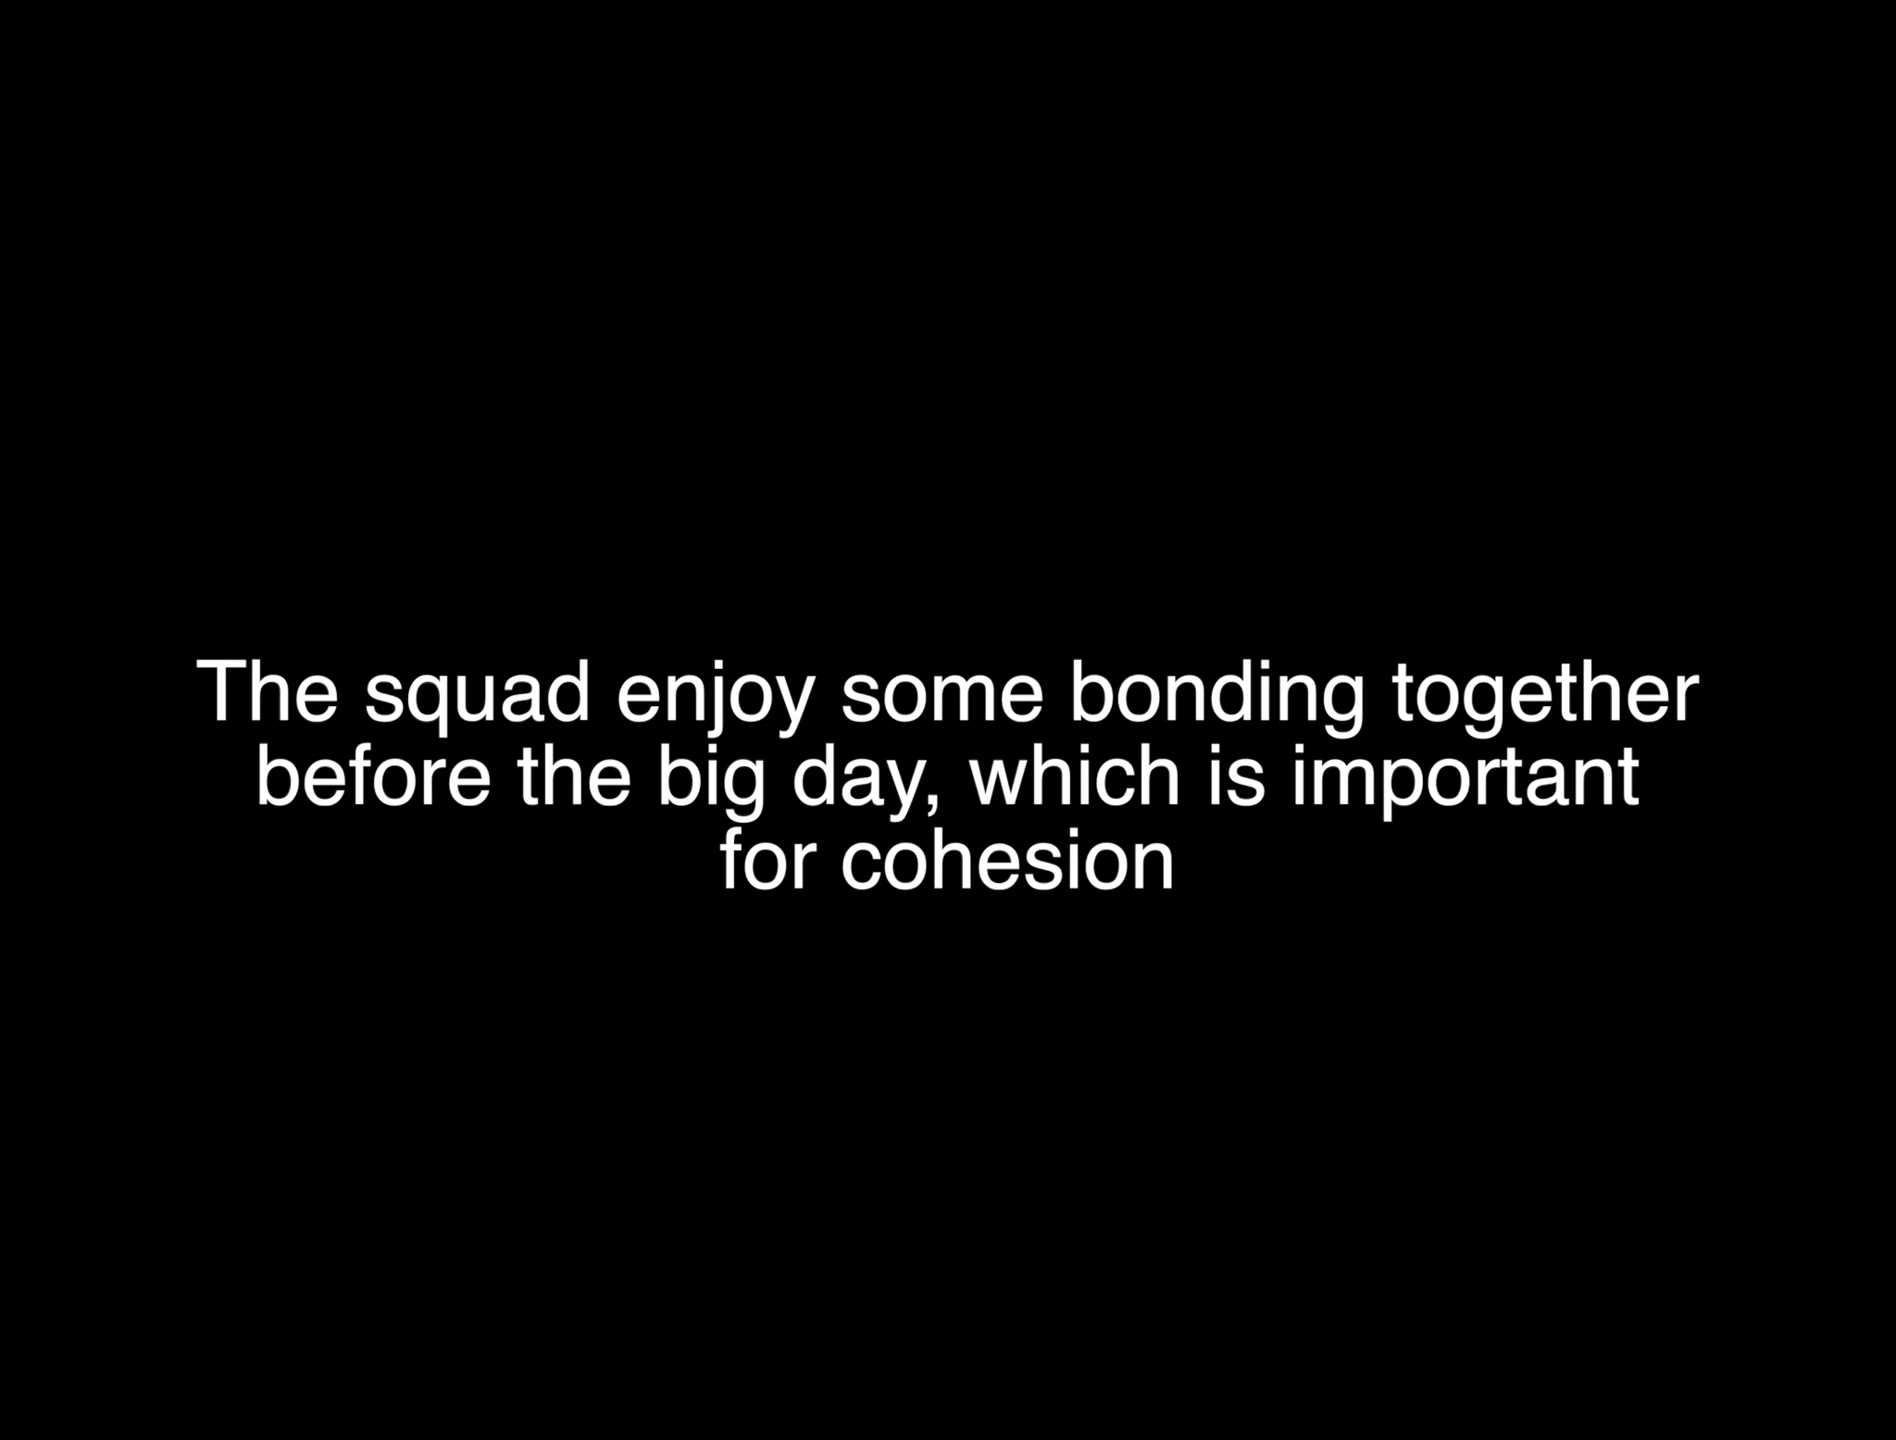 The squad enjoy some bonding together
before the big day, which is important
for cohesion